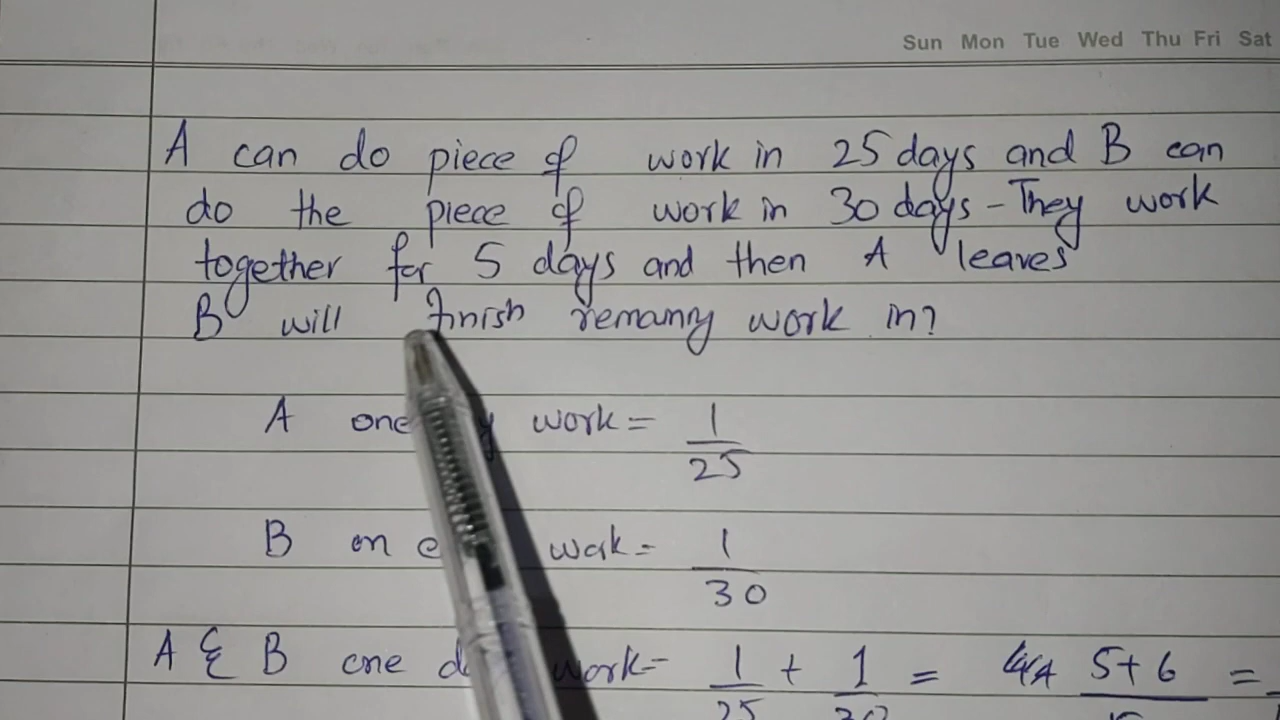 Sun Mon Tue Wed Thu Fri Sat
A can do piece of work in 25 days and B can
do the piece of work in 30 days - They work
together for 5 days and then A leaves
B will finish remanny work in?
A one work = 1/25
B on e work = 1/30
A & B one work = 1/25 + 1/30 = 5+6 =